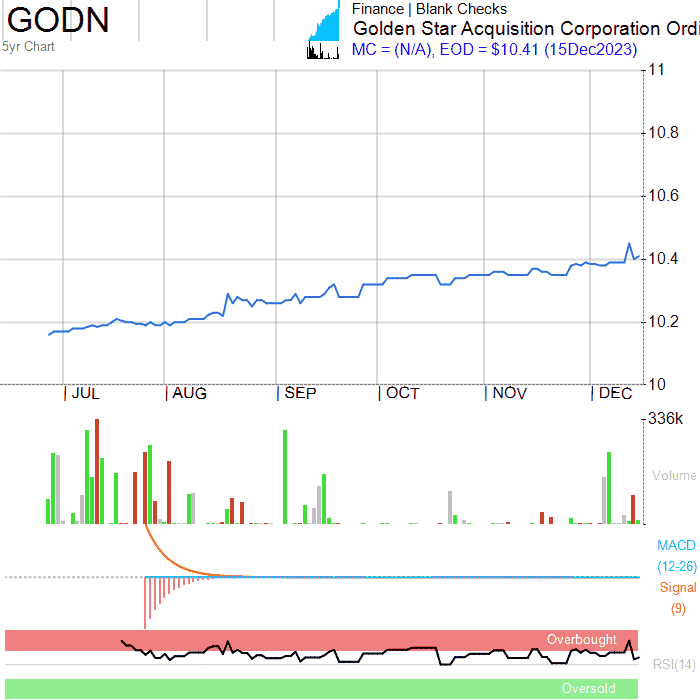 GODN
5yr Chart
Finance | Blank Checks
Golden Star Acquisition Corporation Ordi
MC = (N/A), EOD = $10.41 (15Dec2023)
11
10.8
10.6
10.4
10.2
10
JUL AUG SEP OCT NOV DEC
336k
Volume
MACD
(12-26)
Signal
(9)
Overbought
RSI(14)
Oversold